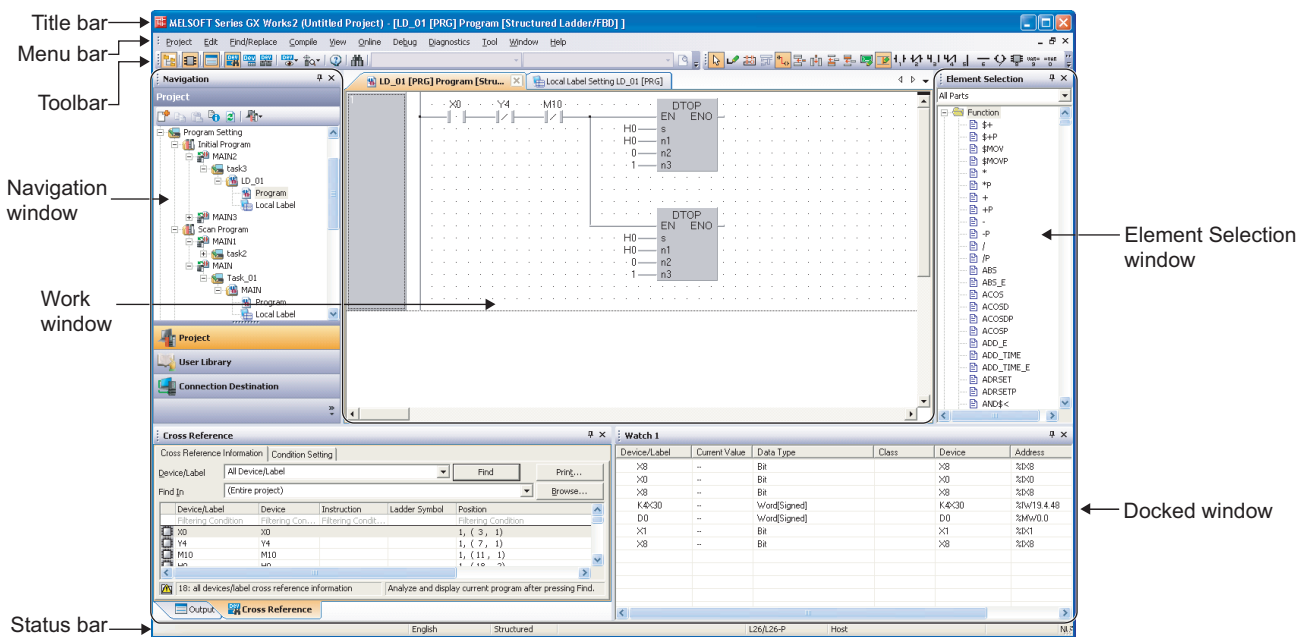 Title bar
MELSOFT Series GX Works2 (Untitled Project) - [LD_01 [PRG] Program [Structured Ladder/FBD] ]
Menu bar
Project Edit Find/Replace Compile View Online Debug Diagnostics Tool Window Help
Toolbar
Navigation
Project
Program Setting
Initial Program
MAIN2
task3
LD_01
Program
Local Label
MAIN3
Scan Program
MAIN1
task2
MAIN
Task_01
MAIN
Program
Local Label
Project
User Library
Connection Destination
Navigation
window
Work
window
LD_01 [PRG] Program [Stru...
Local Label Setting LD_01 [PRG]
1
X0 Y4 M10
DTOP
EN ENO
H0 s
H0 n1
0 n2
1 n3
DTOP
EN ENO
H0 s
H0 n1
0 n2
1 n3
Element Selection
All Parts
Function
$+
$+P
$MOV
$MOVP
*
*P
+
+P
-
-P
/
/P
ABS
ABS_E
ACOS
ACOSD
ACOSDP
ACOSP
ADD_E
ADD_TIME
ADD_TIME_E
ADRSET
ADRSETP
AND$<
Element Selection
window
Cross Reference
Cross Reference Information Condition Setting
Device/Label All Device/Label Find Print...
Find In (Entire project) Browse...
Device/Label Device Instruction Ladder Symbol Position
Filtering Condition Filtering Con... Filtering Condit... Filtering Condition
X0 X0 1, ( 3, 1)
Y4 Y4 1, ( 7, 1)
M10 M10 1, ( 11, 1)
H0 H0 1, ( 18, 2)
18: all devices/label cross reference information Analyze and display current program after pressing Find.
Output Cross Reference
Watch 1
Device/Label Current Value Data Type Class Device Address
X8 -- Bit X8 %IX8
X0 -- Bit X0 %IX0
X8 -- Bit X8 %IX8
K4X30 -- Word[Signed] K4X30 %IW19.4.48
D0 -- Word[Signed] D0 %MW0.0
X1 -- Bit X1 %IX1
X8 -- Bit X8 %IX8
Docked window
Status bar
English Structured L26/L26-P Host